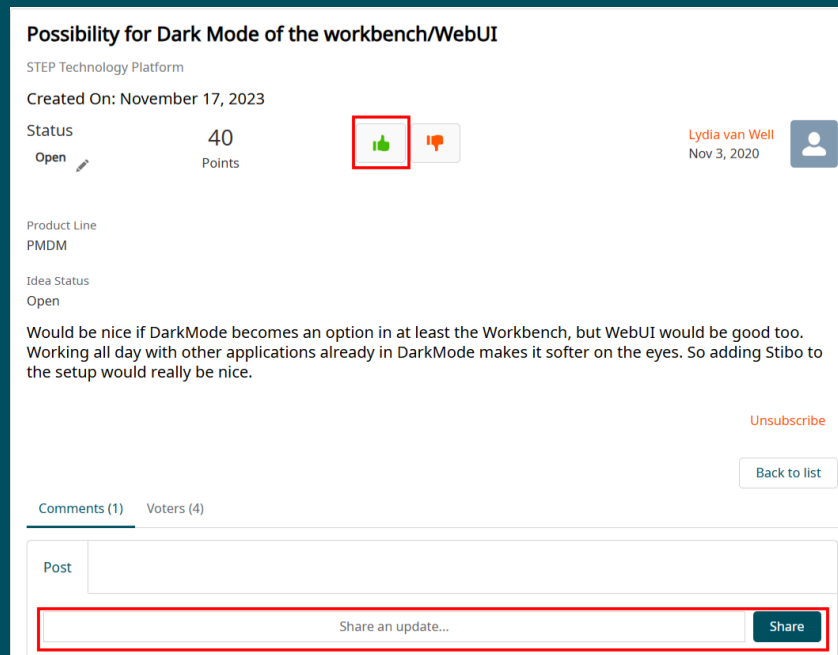 Possibility for Dark Mode of the workbench/WebUI
STEP Technology Platform
Created On: November 17, 2023
Status
Open
40
Points
Lydia van Well
Nov 3, 2020
Product Line
PMDM
Idea Status
Open
Would be nice if DarkMode becomes an option in at least the Workbench, but WebUI would be good too.
Working all day with other applications already in DarkMode makes it softer on the eyes. So adding Stibo to
the setup would really be nice.
Unsubscribe
Back to list
Comments (1) Voters (4)
Post
Share an update... Share